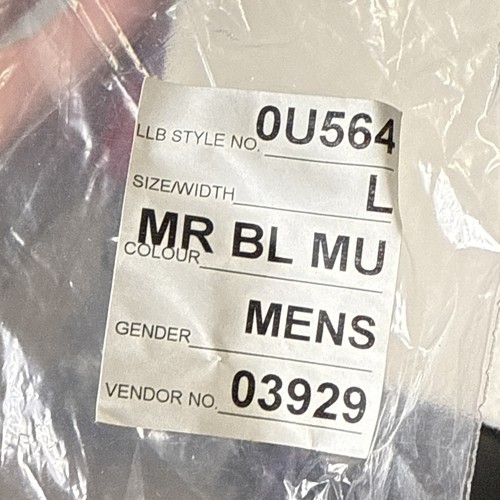 LLB STYLE NO. 0U564
SIZE/WIDTH L
COLOUR MR BL MU
GENDER MENS
VENDOR NO. 03929